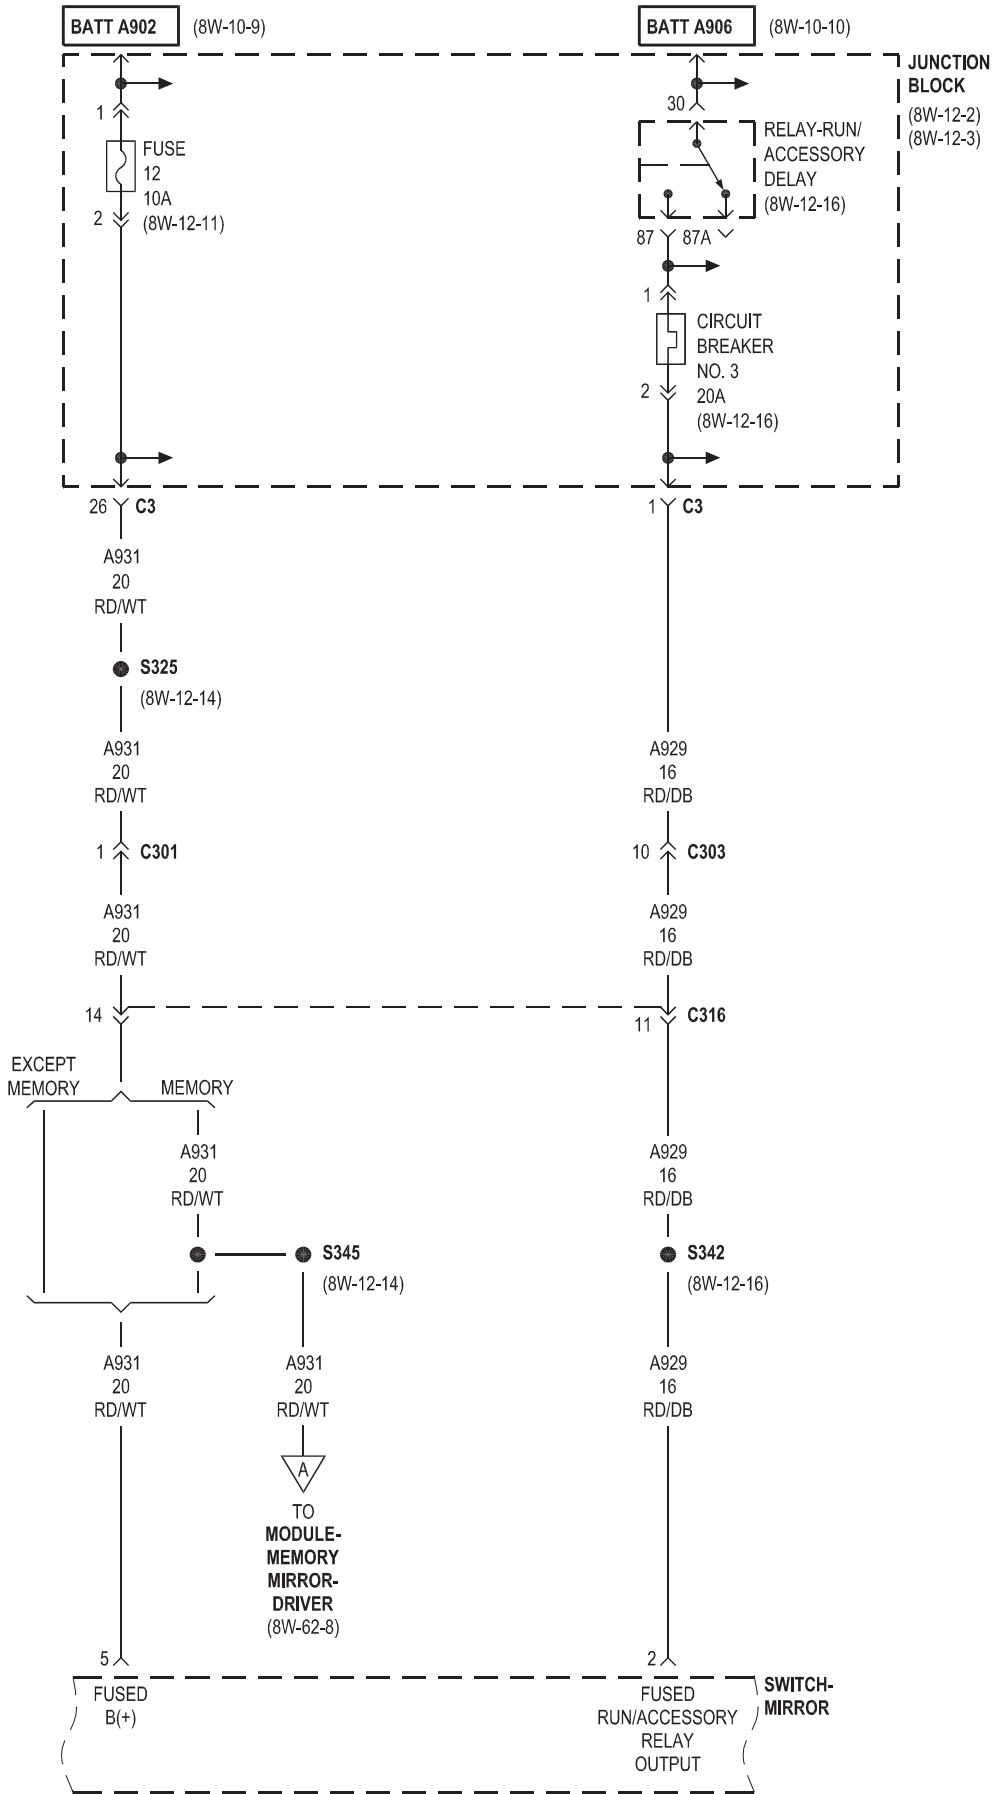 BATT A902 (8W-10-9)
BATT A906 (8W-10-10)
JUNCTION
BLOCK
(8W-12-2)
(8W-12-3)
1
FUSE
12
10A
(8W-12-11)
2
30
RELAY-RUN/
ACCESSORY
DELAY
(8W-12-16)
87 87A
1
CIRCUIT
BREAKER
NO. 3
20A
(8W-12-16)
2
26 C3
1 C3
A931
20
RD/WT
S325
(8W-12-14)
A931
20
RD/WT
A929
16
RD/DB
1 C301
10 C303
A931
20
RD/WT
A929
16
RD/DB
14
11 C316
EXCEPT
MEMORY
MEMORY
A931
20
RD/WT
A929
16
RD/DB
S345
(8W-12-14)
S342
(8W-12-16)
A931
20
RD/WT
A931
20
RD/WT
A929
16
RD/DB
A
TO
MODULE-
MEMORY
MIRROR-
DRIVER
(8W-62-8)
5
2
FUSED
B(+)
FUSED
RUN/ACCESSORY
RELAY
OUTPUT
SWITCH-
MIRROR